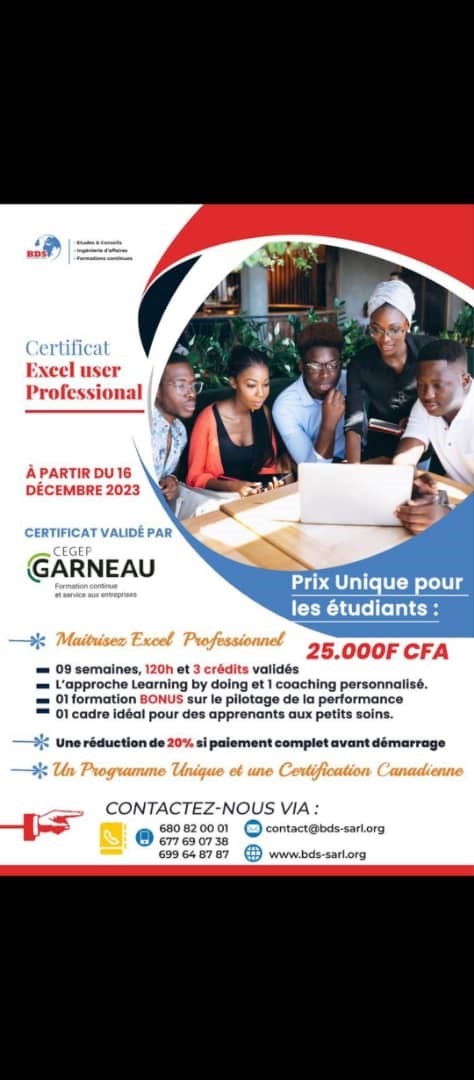 BDS
- Etudes & Conseils
- Ingénierie d'affaires
- Formations continues
Certificat
Excel user
Professional
À PARTIR DU 16
DÉCEMBRE 2023
CERTIFICAT VALIDÉ PAR
CEGEP
GARNEAU
Formation continue
et service aux entreprises
Prix Unique pour
les étudiants :
25.000F CFA
Maitrisez Excel Professionnel
09 semaines, 120h et 3 crédits validés
L'approche Learning by doing et 1 coaching personnalisé.
01 formation BONUS sur le pilotage de la performance
01 cadre idéal pour des apprenants aux petits soins.
Une réduction de 20% si paiement complet avant démarrage
Un Programme Unique et une Certification Canadienne
CONTACTEZ-NOUS VIA :
680 82 00 01
677 69 07 38
699 64 87 87
contact@bds-sarl.org
www.bds-sarl.org